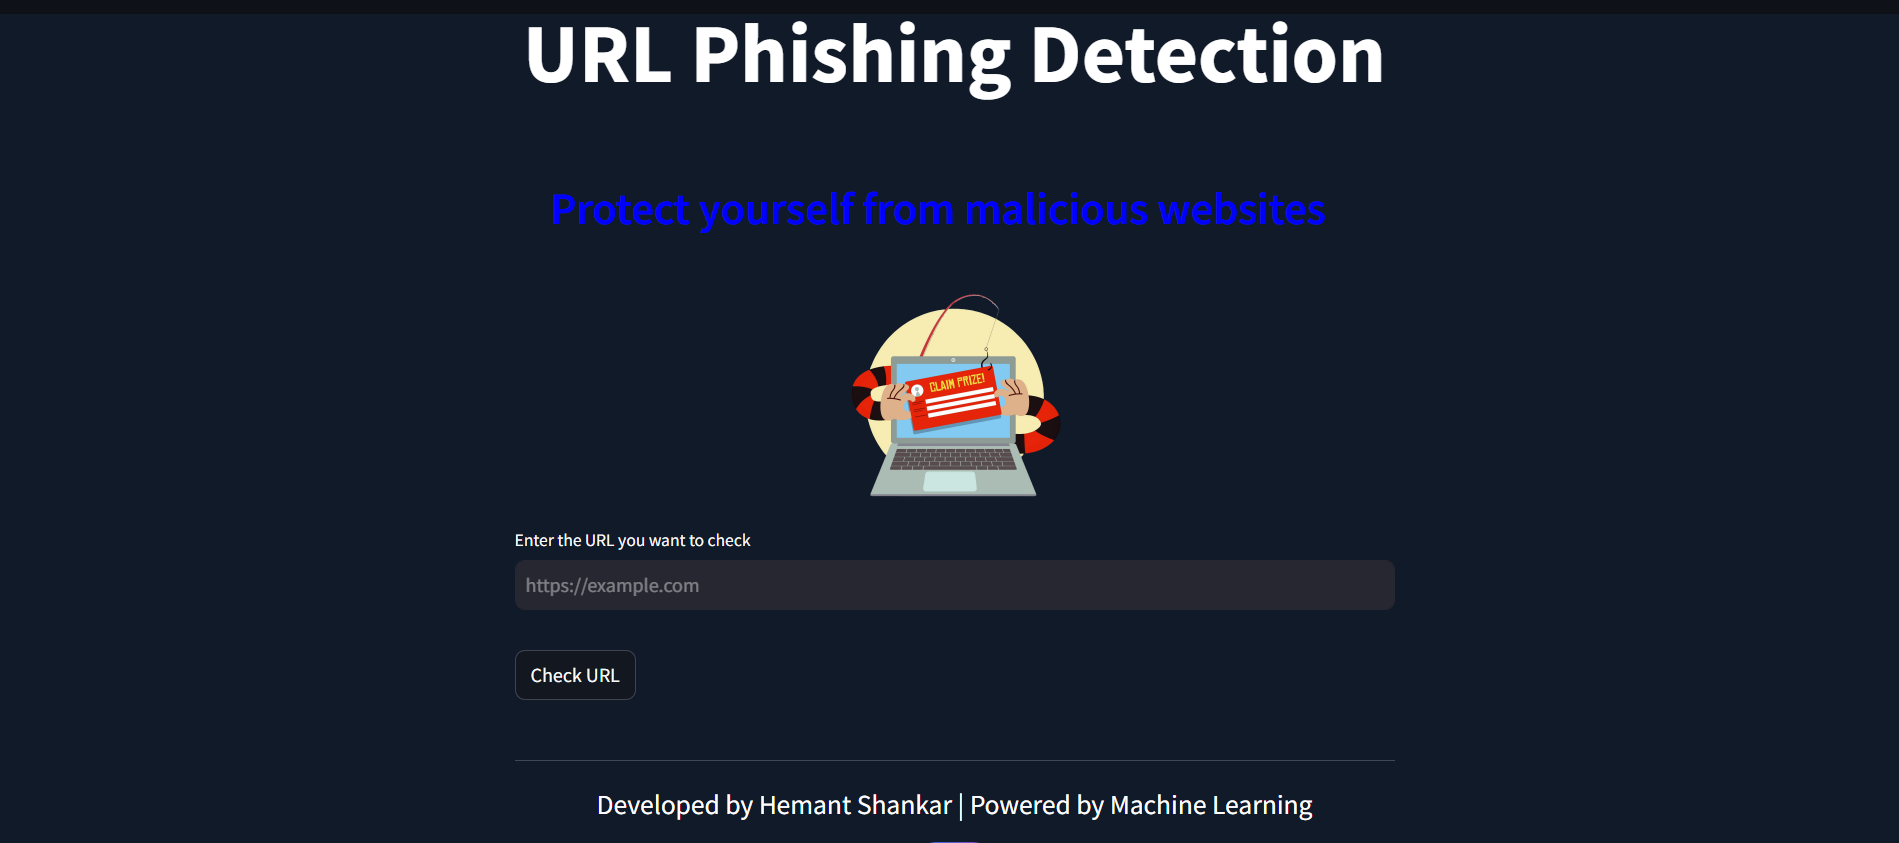 URL Phishing Detection
Protect yourself from malicious websites
CLAIM PRIZE!
Enter the URL you want to check
https://example.com
Check URL
Developed by Hemant Shankar | Powered by Machine Learning